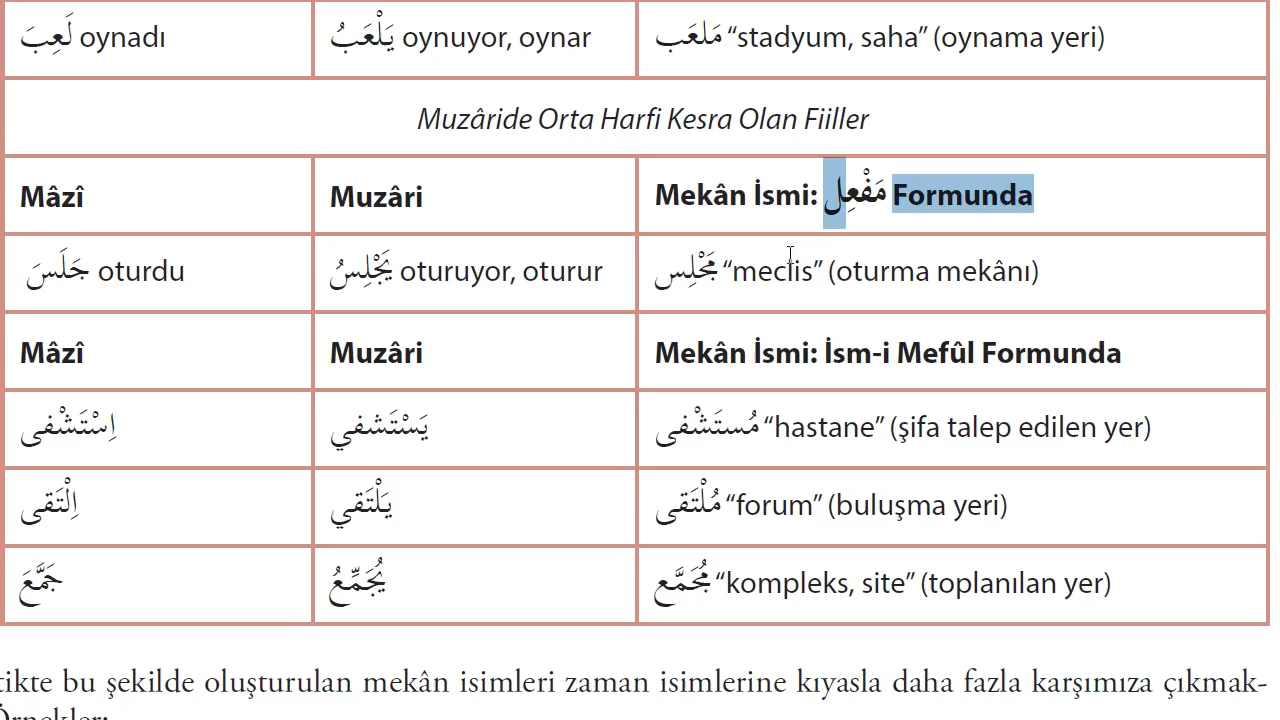 لَعِبَ oynadı يَلْعَبُ oynuyor, oynar مَلعَب “stadyum, saha” (oynama yeri)
Muzâride Orta Harfi Kesra Olan Fiiller
Mâzî Muzâri Mekân İsmi: مَفْعِل Formunda
جَلَسَ oturdu يَجْلِسُ oturuyor, oturur مَجْلِس “meclis” (oturma mekânı)
Mâzî Muzâri Mekân İsmi: İsm-i Mefûl Formunda
اِسْتَشْفى يَسْتَشفي مُستَشْفى “hastane” (şifa talep edilen yer)
اِلْتَقى يَلْتَقي مُلْتَقى “forum” (buluşma yeri)
جَمَّعَ يُجَمِّعُ مُجَمَّع “kompleks, site” (toplanılan yer)
tikte bu şekilde oluşturulan mekân isimleri zaman isimlerine kıyasla daha fazla karşımıza çıkmak-
Örnekler: